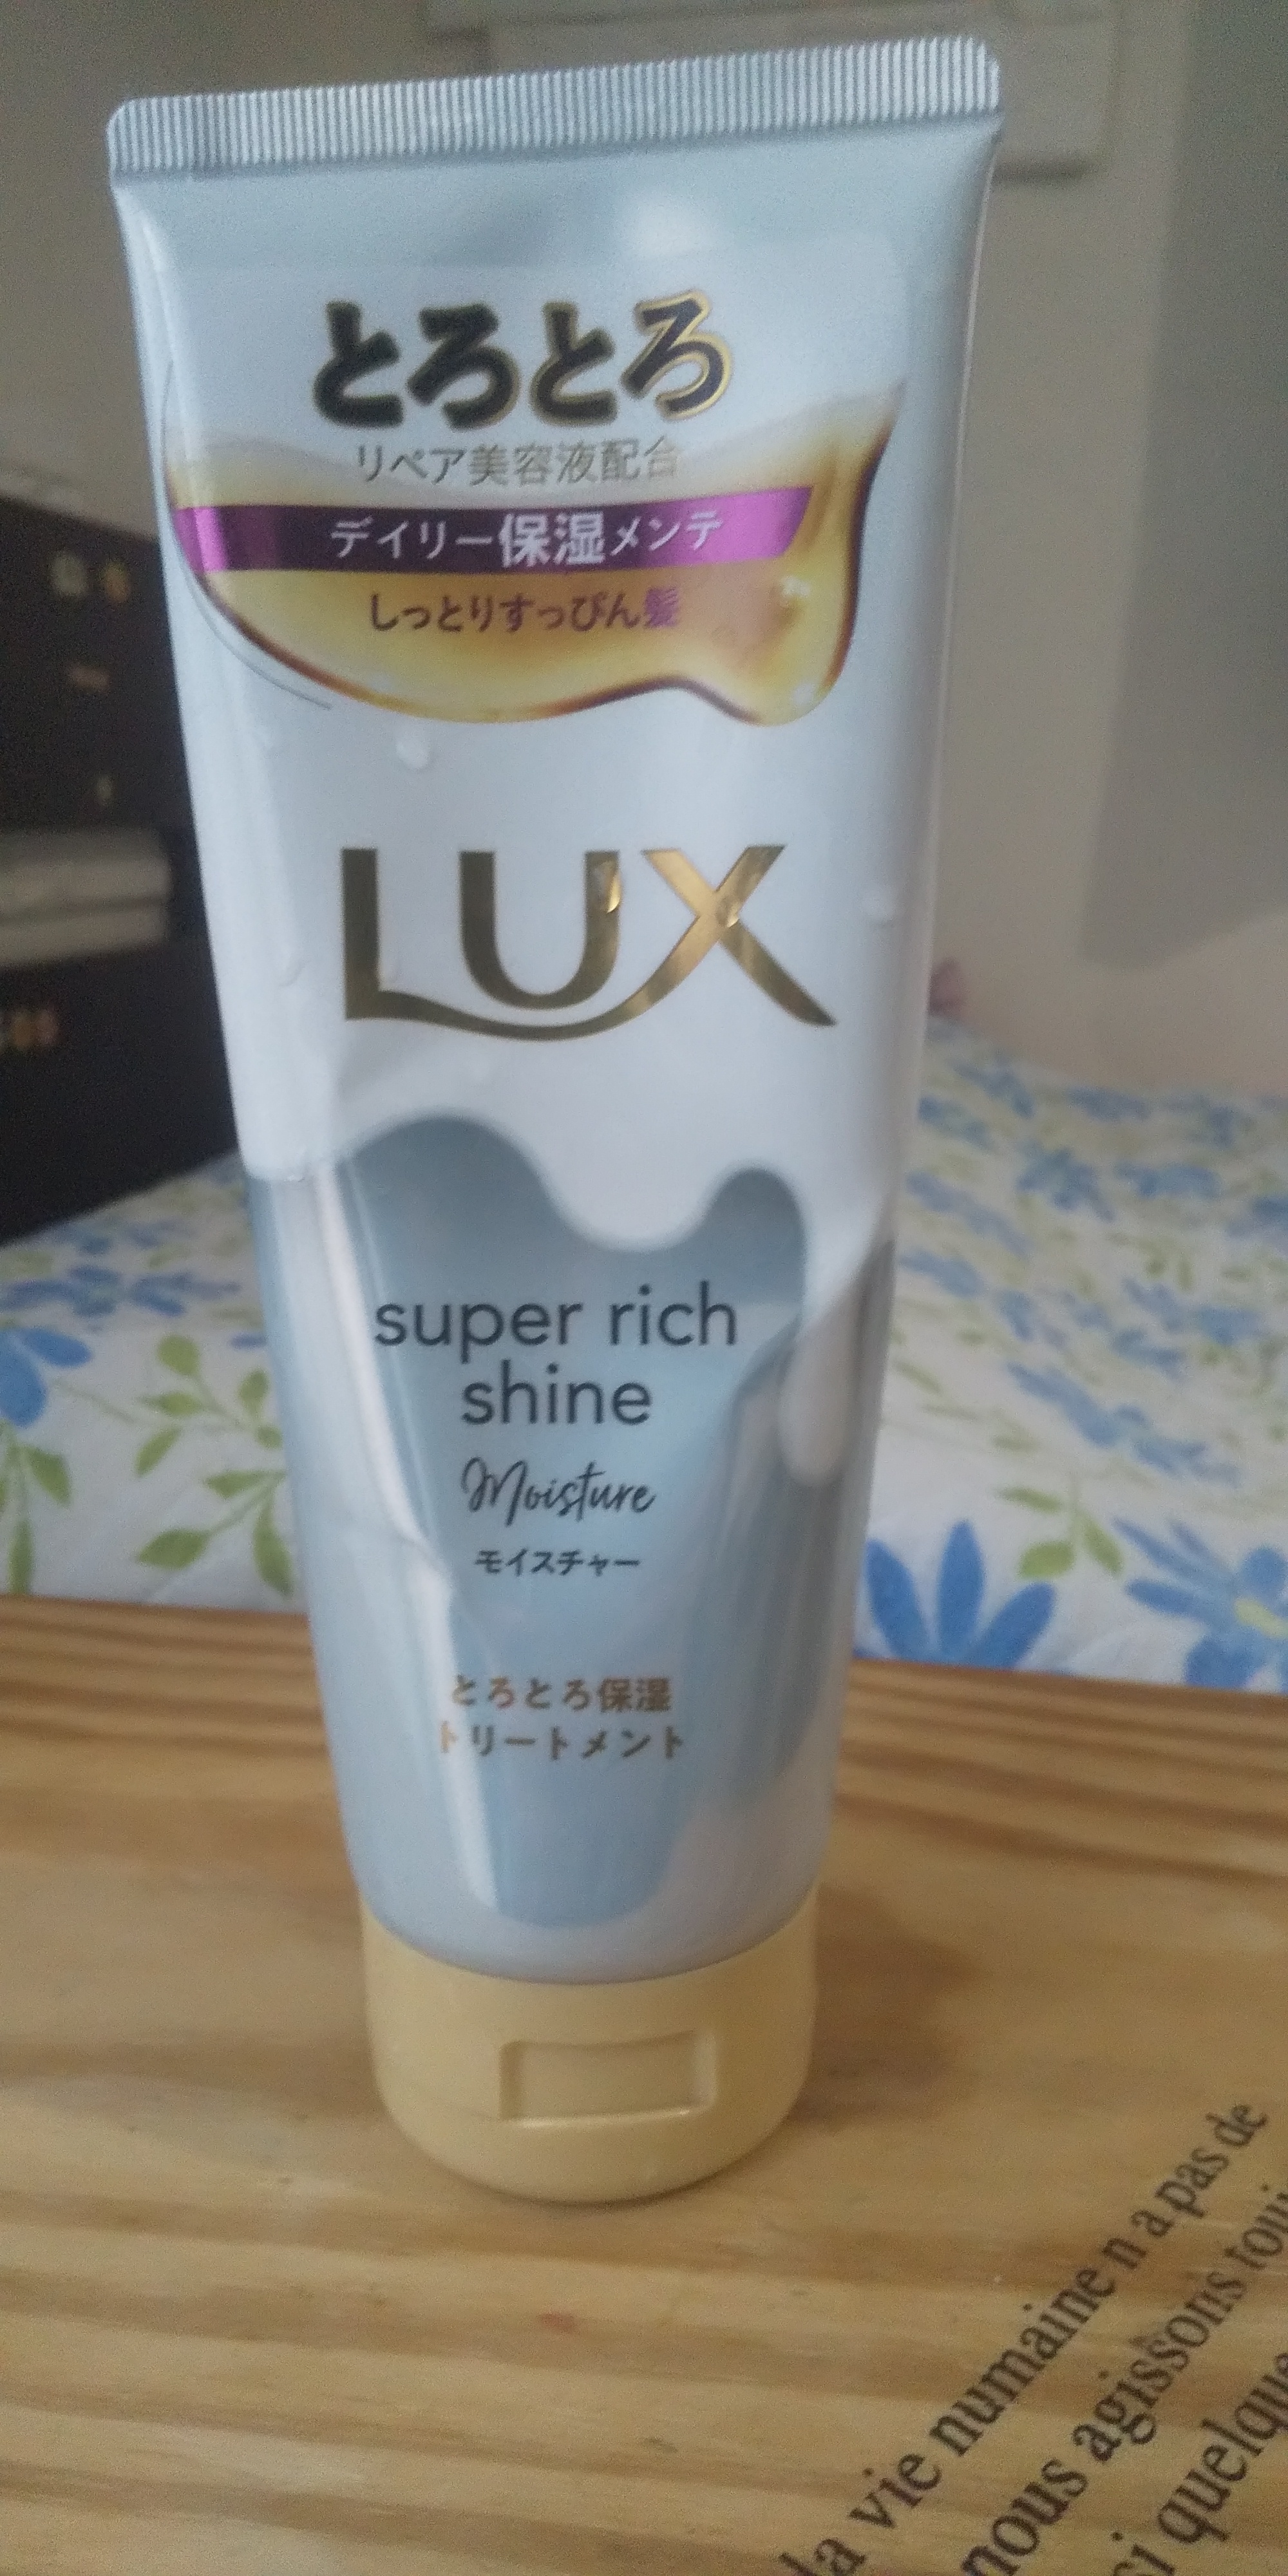 とろとろ
リペア美容液配合
デイリー保湿メンテ
しっとりすっぴん髪
LUX
super rich
shine
Moisture
モイスチャー
とろとろ保湿
トリートメント
la vie humaine n a pas de
nous agissons
si quelque